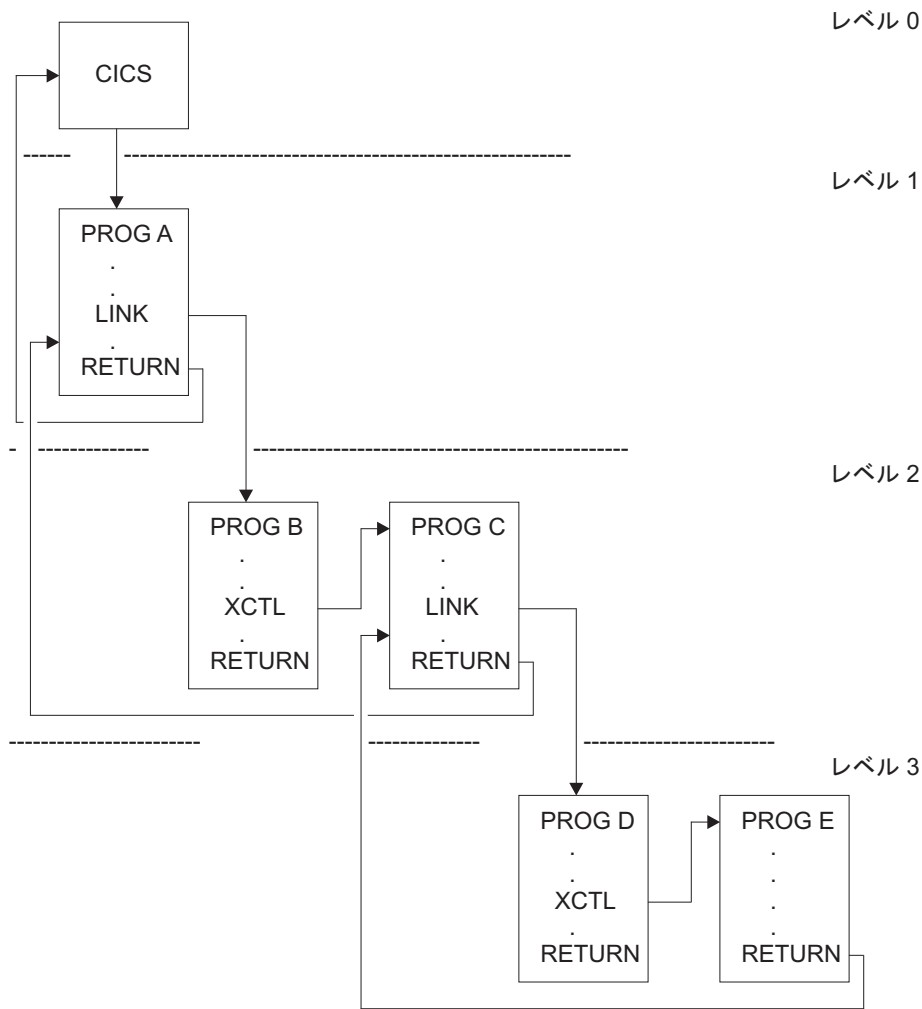 レベル 0
CICS
レベル 1
PROG A
.
.
LINK
.
RETURN
レベル 2
PROG B
.
.
XCTL
.
RETURN
PROG C
.
.
LINK
.
RETURN
レベル 3
PROG D
.
.
XCTL
.
RETURN
PROG E
.
.
.
.
RETURN